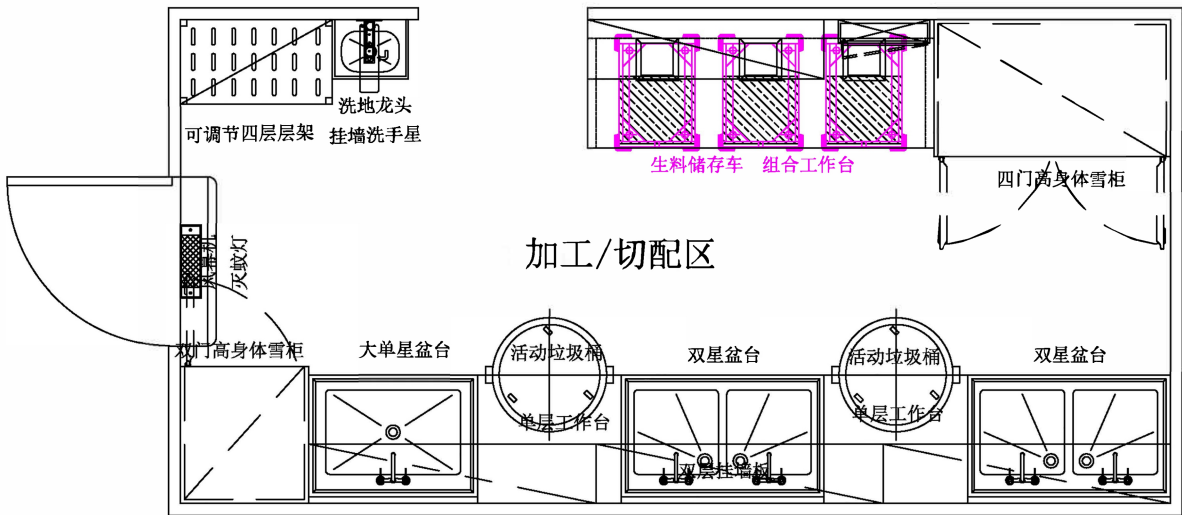 洗地龙头
可调节四层层架
挂墙洗手星
生料储存车
组合工作台
四门高身体雪柜
风幕机
灭蚊灯
加工/切配区
双门高身体雪柜
大单星盆台
活动垃圾桶
双星盆台
活动垃圾桶
双星盆台
单层工作台
单层工作台
双层挂墙板